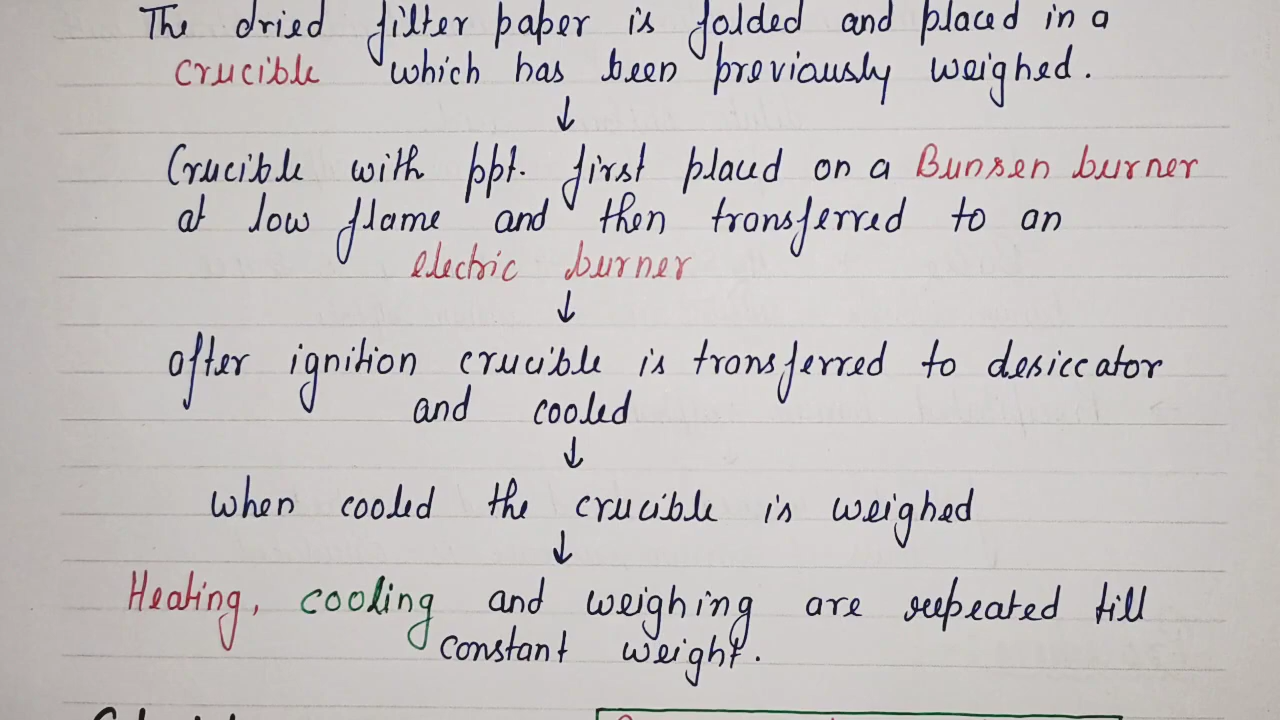 The dried filter paper is folded and placed in a
crucible which has been previously weighed.
↓
Crucible with ppt. first placed on a Bunsen burner
at low flame and then transferred to an
electric burner
↓
after ignition crucible is transferred to desiccator
and cooled
↓
when cooled the crucible is weighed
↓
Heating, cooling and weighing are repeated till
constant weight.